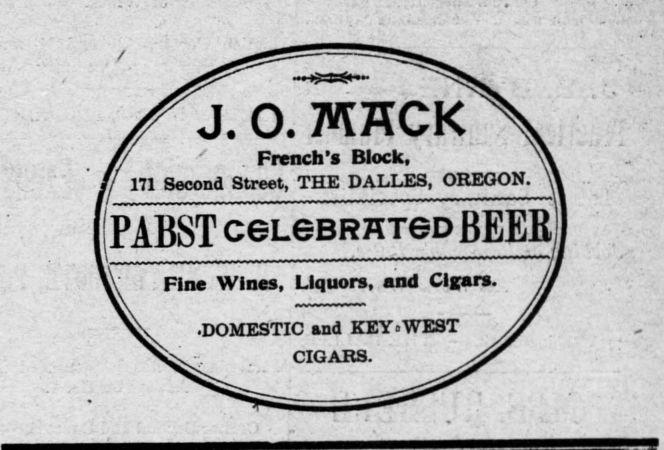 J. O. MACK
French's Block,
171 Second Street, THE DALLES, OREGON.
PABST CELEBRATED BEER
Fine Wines, Liquors, and Cigars.
DOMESTIC and KEY WEST
CIGARS.